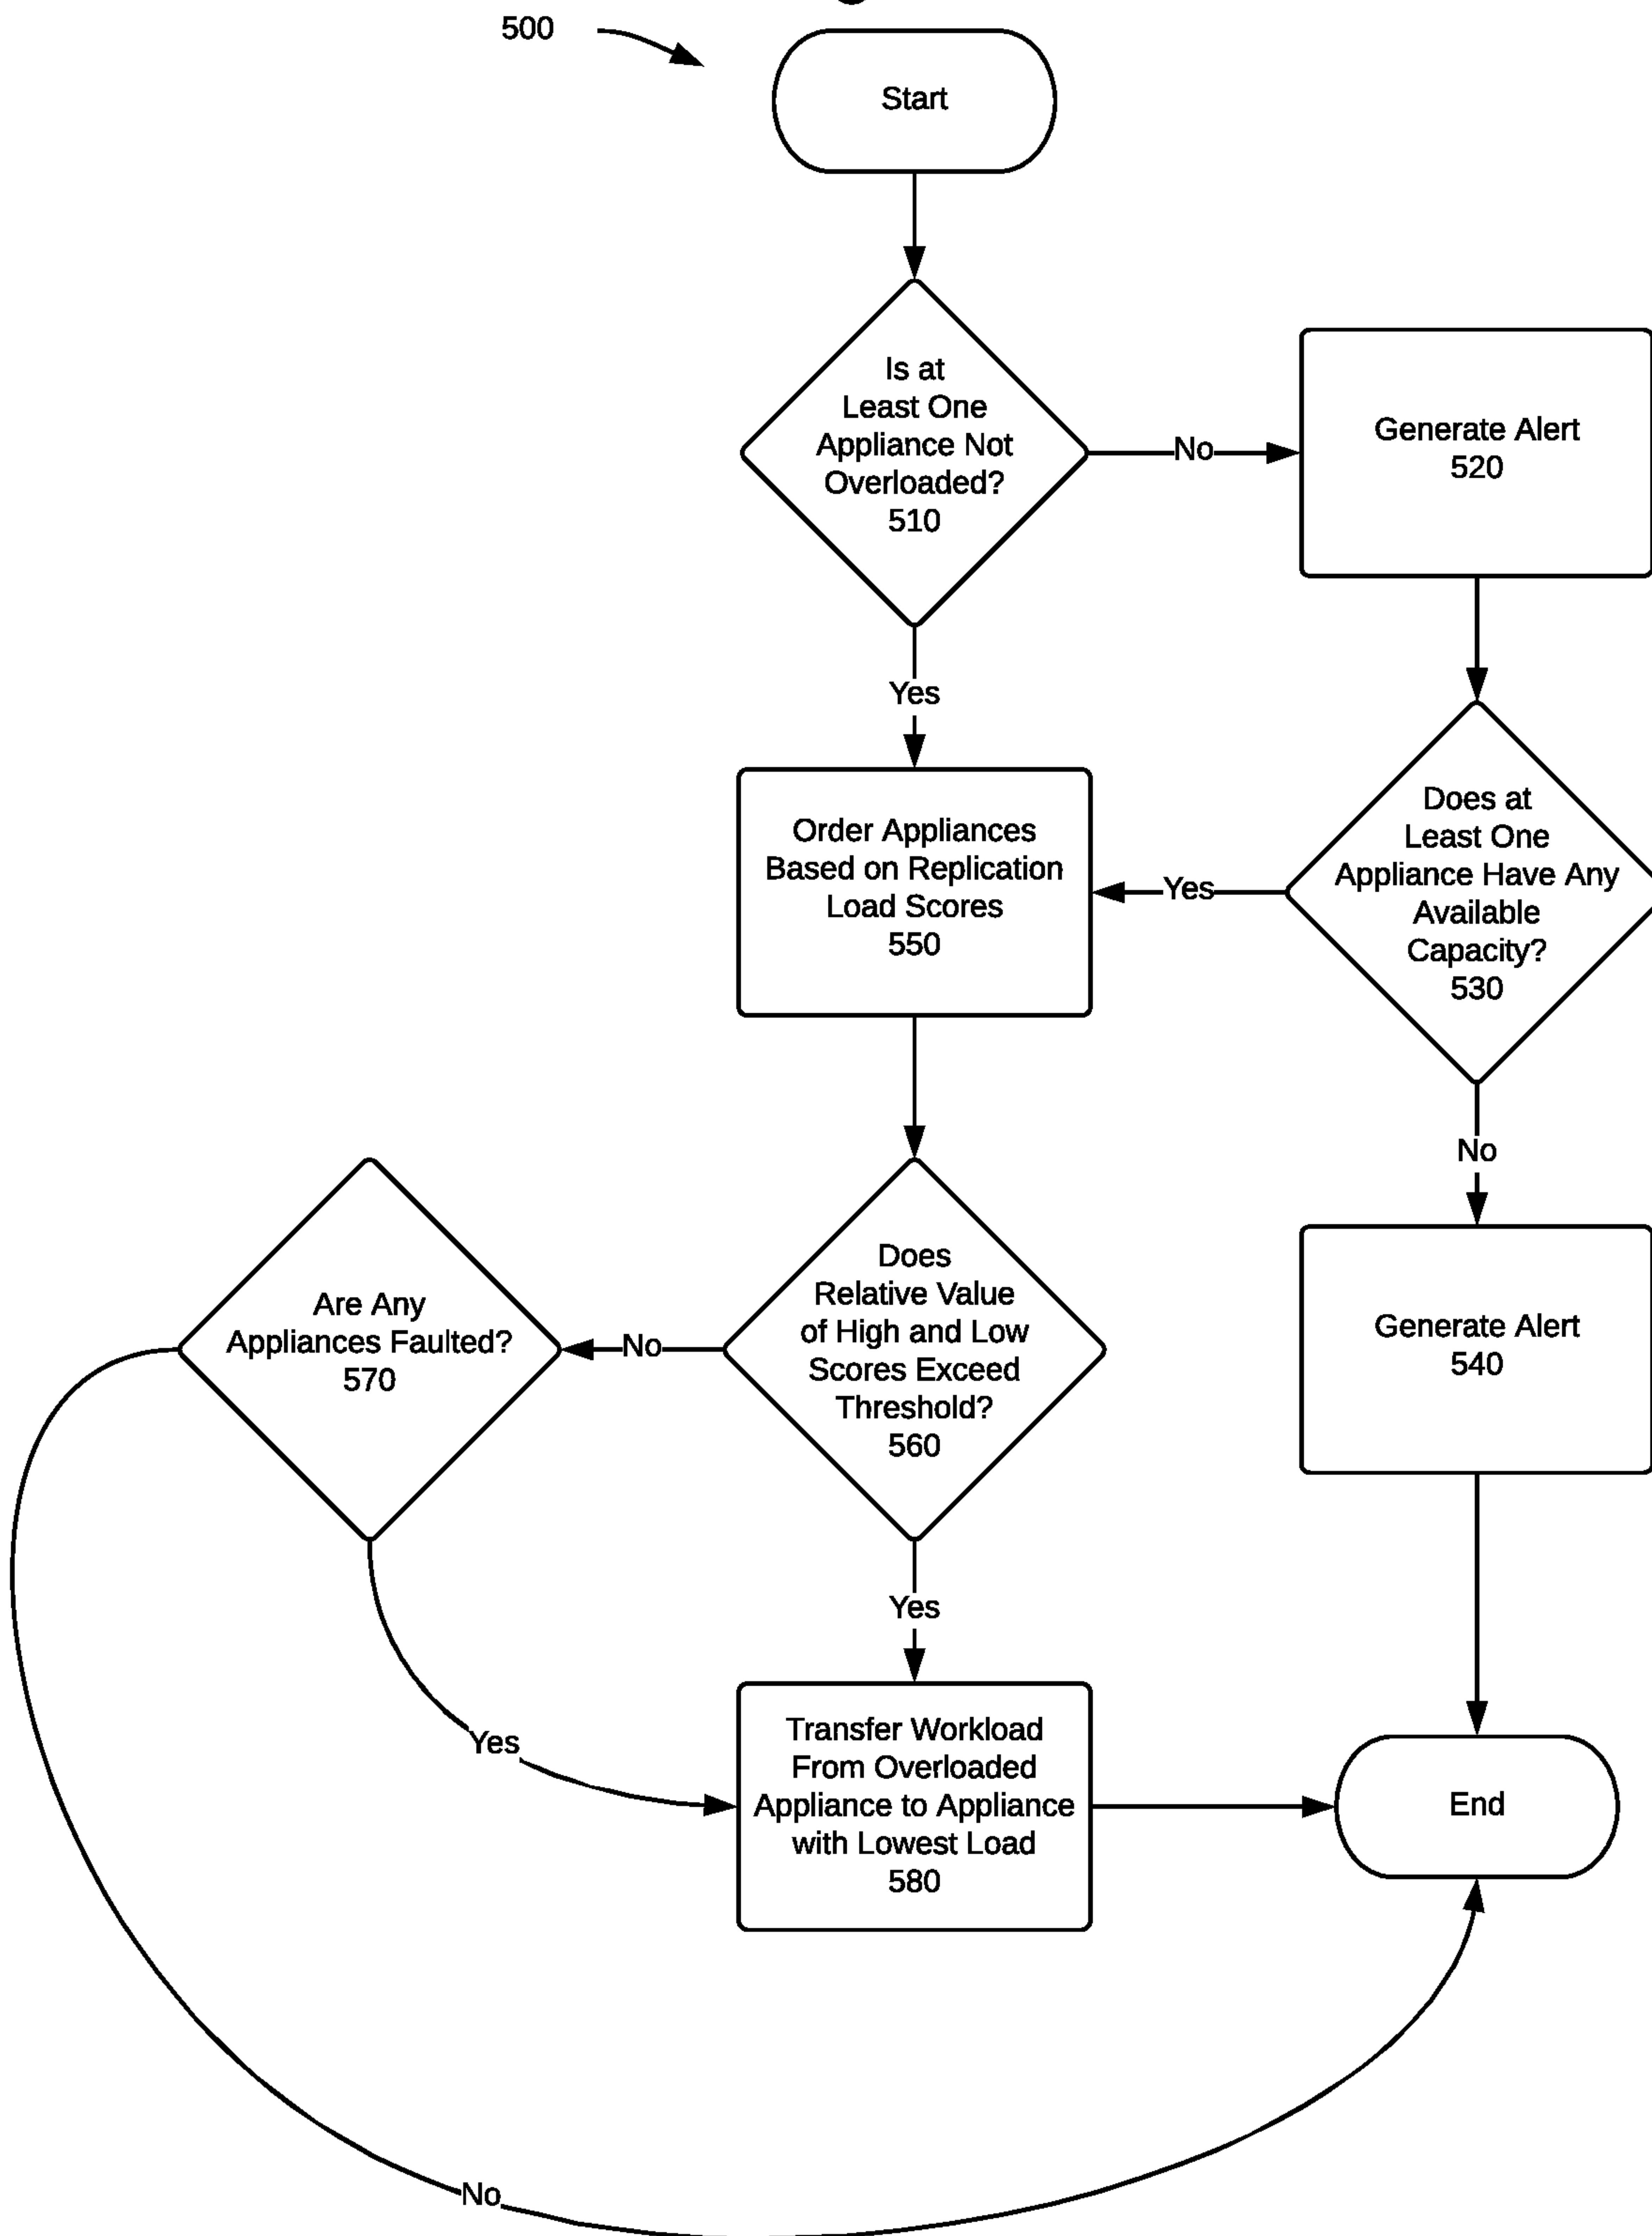 500
Start
Is at
Least One
Appliance Not
Overloaded?
510
No
Generate Alert
520
Yes
Order Appliances
Based on Replication
Load Scores
550
Yes
Does at
Least One
Appliance Have Any
Available
Capacity?
530
No
Are Any
Appliances Faulted?
570
No
Does
Relative Value
of High and Low
Scores Exceed
Threshold?
560
Generate Alert
540
Yes
Yes
Transfer Workload
From Overloaded
Appliance to Appliance
with Lowest Load
580
End
No